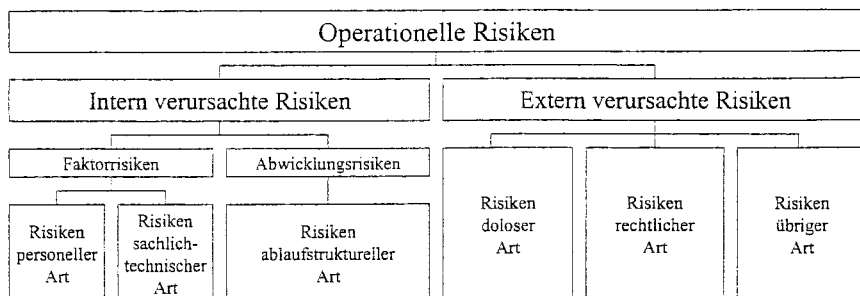 Operationelle Risiken
Intern verursachte Risiken
Extern verursachte Risiken
Faktorrisiken
Abwicklungsrisiken
Risiken
personeller
Art
Risiken
sachlich-
technischer
Art
Risiken
ablaufstruktureller
Art
Risiken
doloser
Art
Risiken
rechtlicher
Art
Risiken
übriger
Art